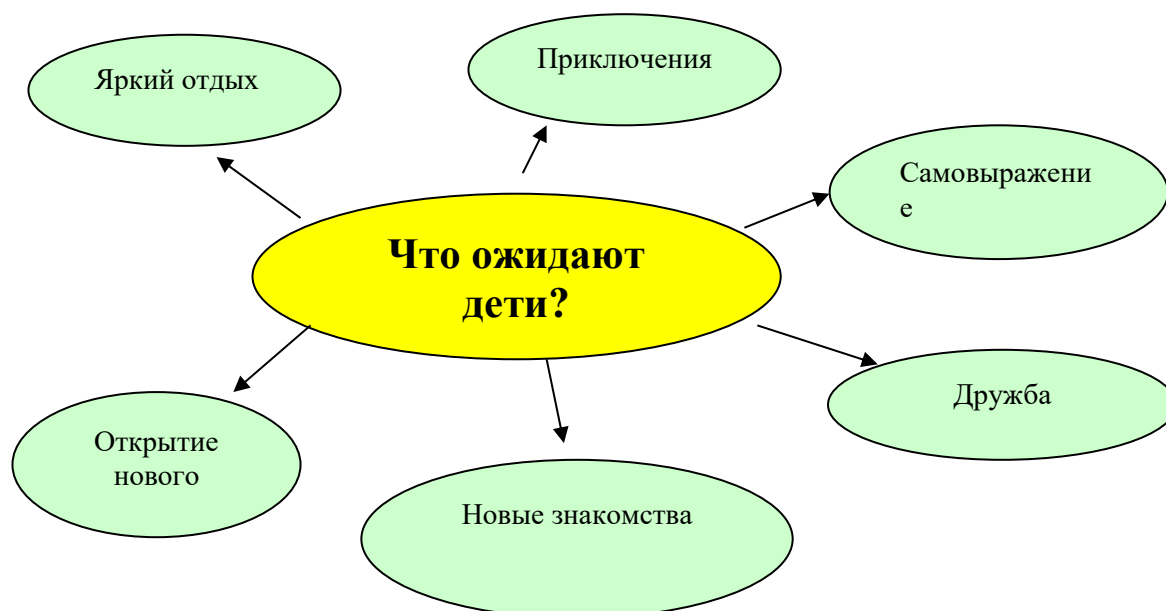 Яркий отдых
Приключения
Самовыражени
е
Что ожидают
дети?
Дружба
Открытие
нового
Новые знакомства